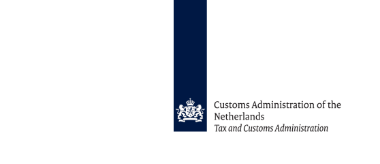 Customs Administration of the
Netherlands
Tax and Customs Administration